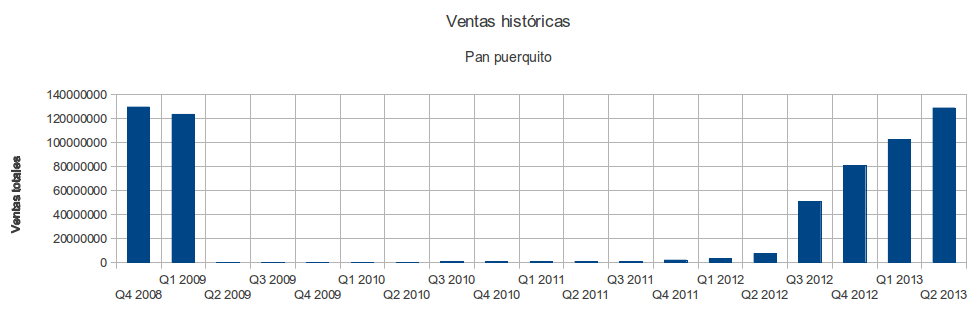 Ventas históricas
Pan puerquito
Ventas totales
140000000
120000000
100000000
80000000
60000000
40000000
20000000
0
Q1 2009 Q3 2009 Q1 2010 Q3 2010 Q1 2011 Q3 2011 Q1 2012 Q3 2012 Q1 2013
Q4 2008 Q2 2009 Q4 2009 Q2 2010 Q4 2010 Q2 2011 Q4 2011 Q2 2012 Q4 2012 Q2 2013